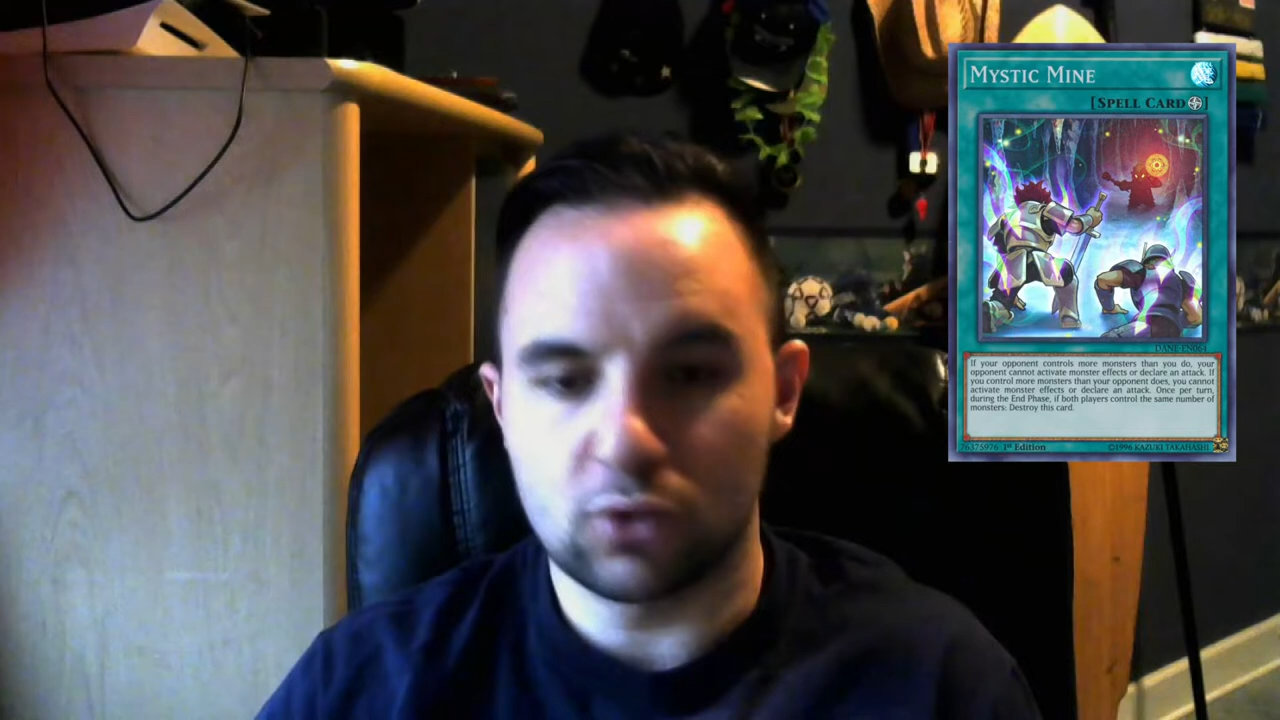 MYSTIC MINE
[SPELL CARD]
DANE-EN061
If your opponent controls more monsters than you do, your
opponent cannot activate monster effects or declare an attack. If
you control more monsters than your opponent does, you cannot
activate monster effects or declare an attack. Once per turn,
during the End Phase, if both players control the same number of
monsters: Destroy this card.
76375976 1st Edition ©1996 KAZUKI TAKAHASHI